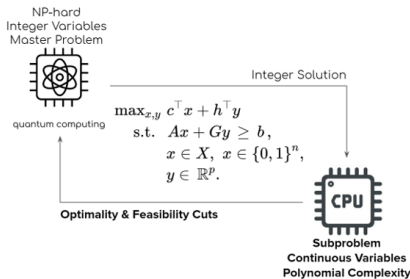 NP-hard
Integer Variables
Master Problem
quantum computing
Integer Solution
max_{x,y} c^⊤x + h^⊤y
s.t. Ax + Gy ≥ b,
x ∈ X, x ∈ {0,1}^n,
y ∈ ℝ^p.
CPU
Optimality & Feasibility Cuts
Subproblem
Continuous Variables
Polynomial Complexity